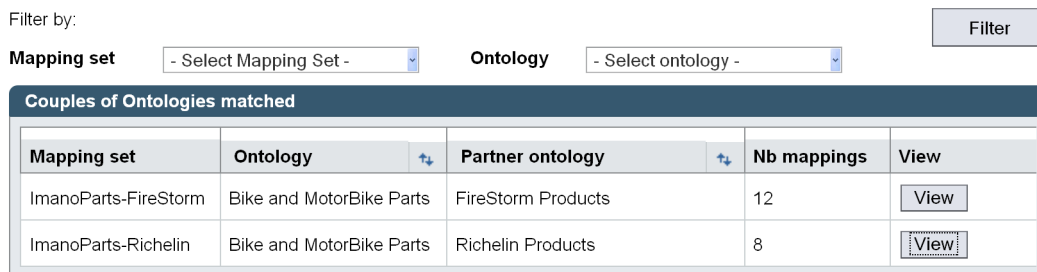 Filter by:
Filter
Mapping set - Select Mapping Set - Ontology - Select ontology -
Couples of Ontologies matched
Mapping set Ontology Partner ontology Nb mappings View
ImanoParts-FireStorm Bike and MotorBike Parts FireStorm Products 12 View
ImanoParts-Richelin Bike and MotorBike Parts Richelin Products 8 View